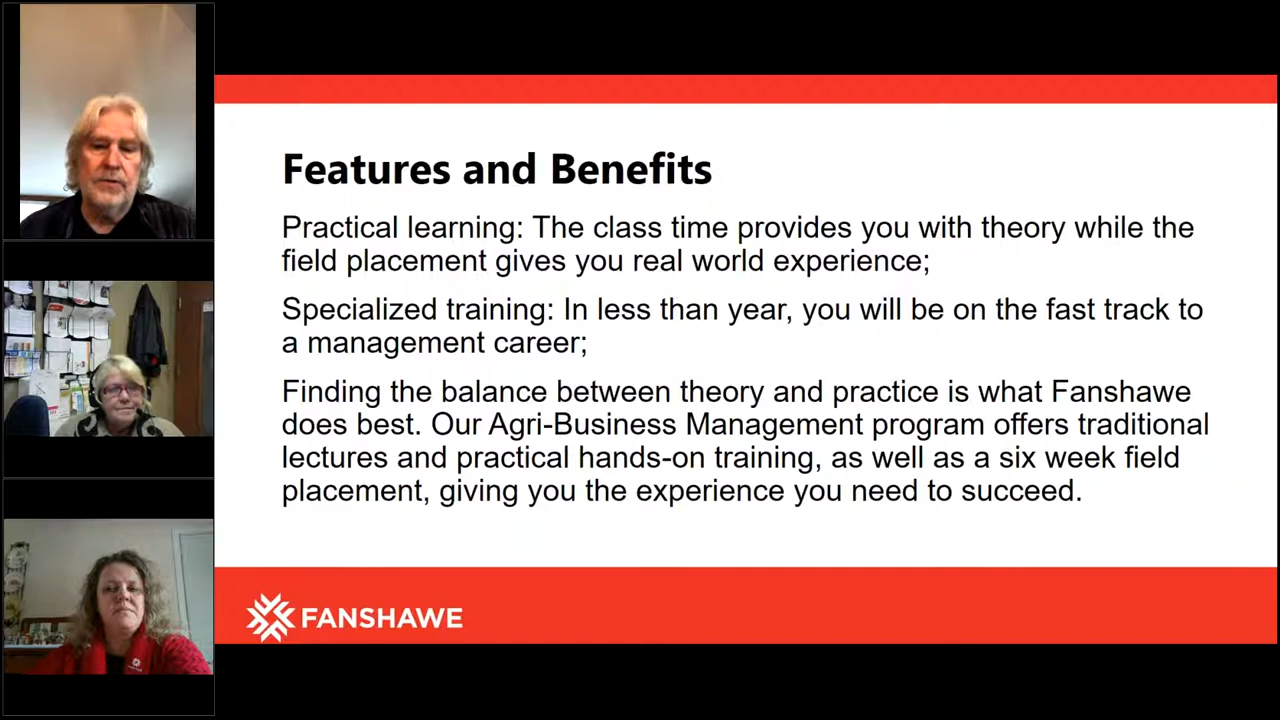 Features and Benefits
Practical learning: The class time provides you with theory while the
field placement gives you real world experience;
Specialized training: In less than year, you will be on the fast track to
a management career;
Finding the balance between theory and practice is what Fanshawe
does best. Our Agri-Business Management program offers traditional
lectures and practical hands-on training, as well as a six week field
placement, giving you the experience you need to succeed.
FANSHAWE